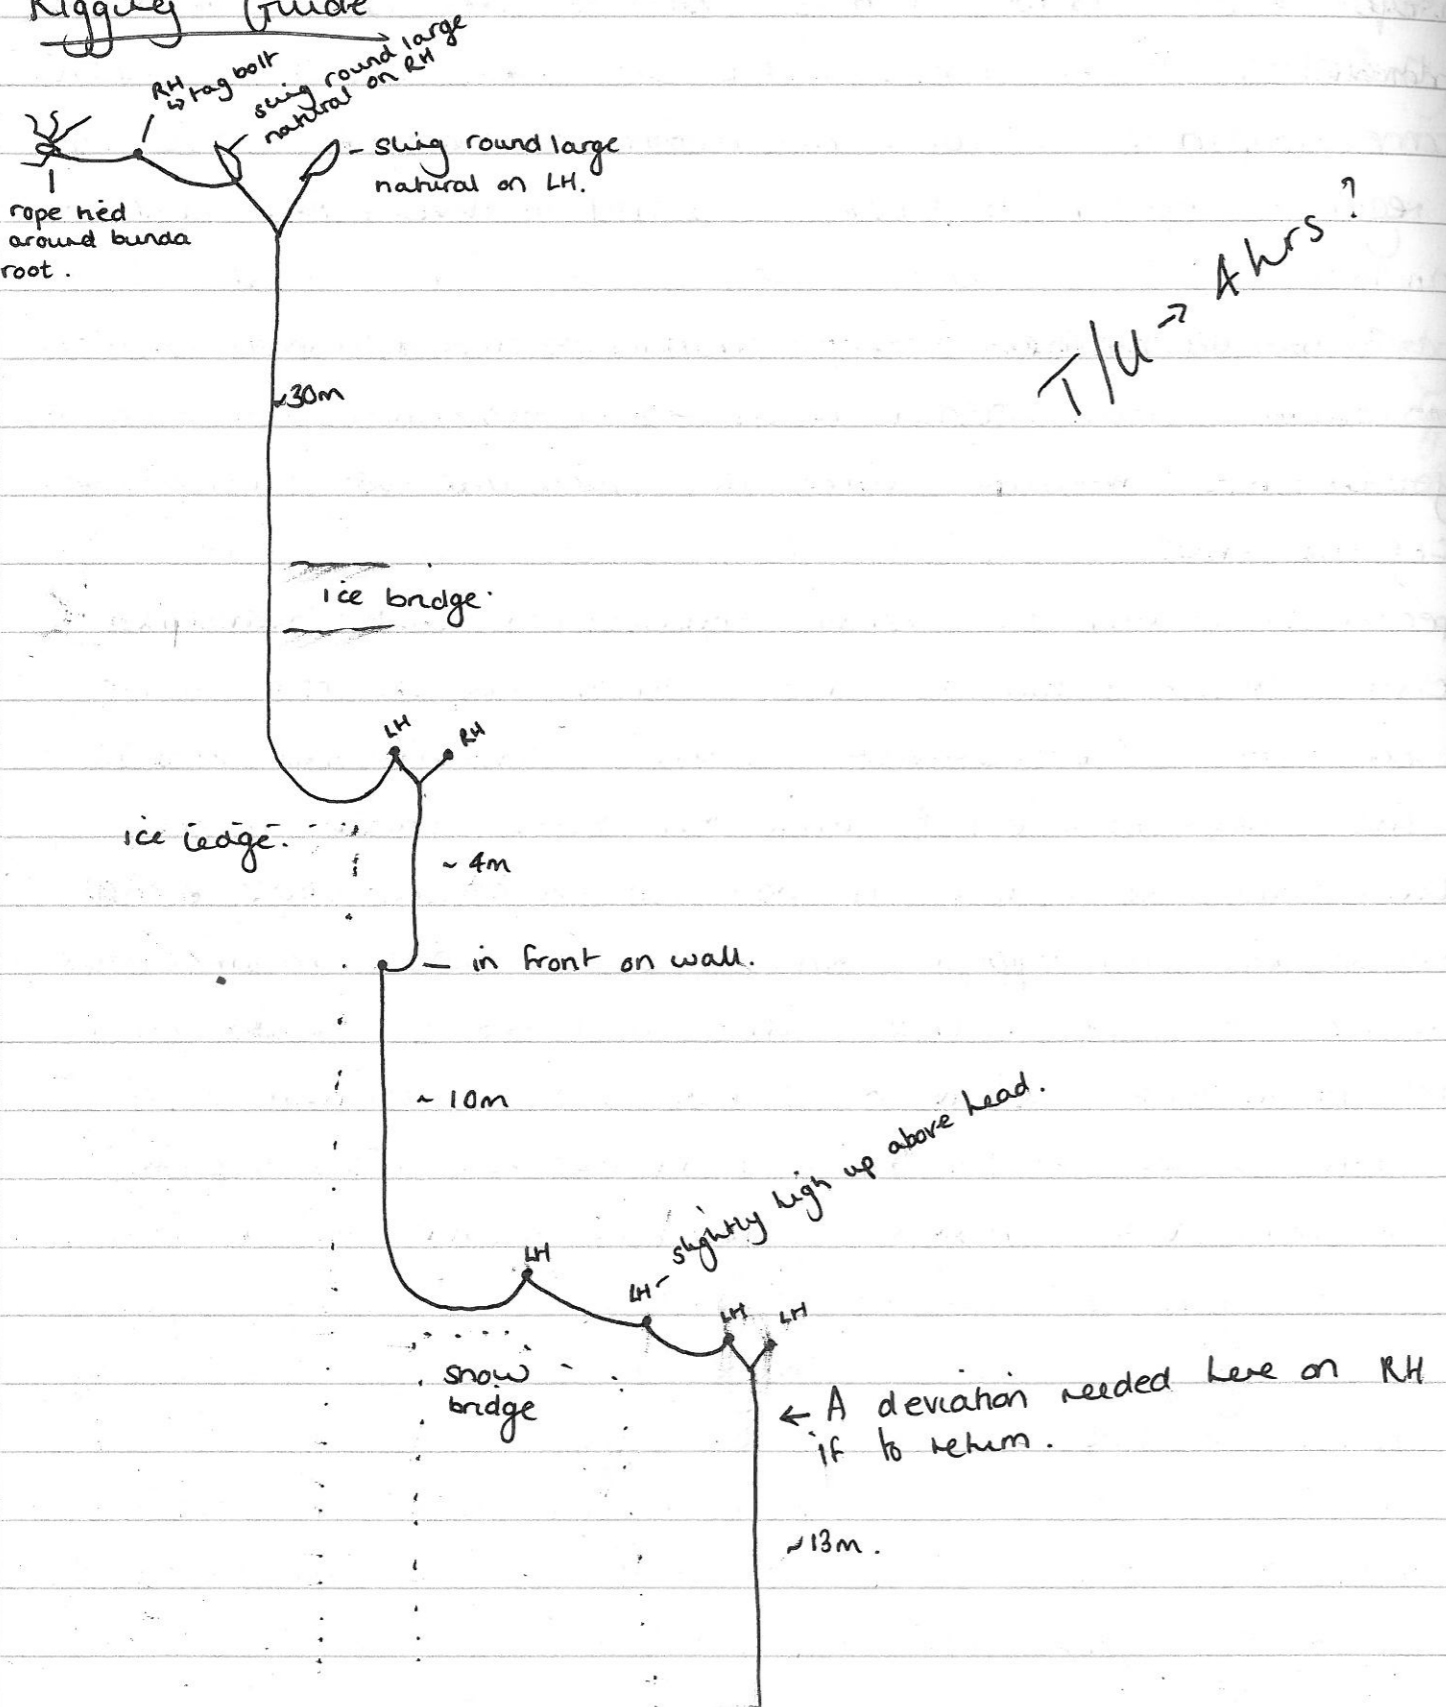 Rigging Guide
RH
↳ tag bolt
sling round large
natural on RH
sling round large
natural on LH.
rope tied
around bunda
root.
T/U → 4hrs?
~30m
ice bridge.
LH
RH
ice ledge.
~ 4m
in front on wall.
~ 10m
LH
LH - slightly high up above head.
LH
LH
snow
bridge
← A deviation needed here on RH
if to return.
~13m.